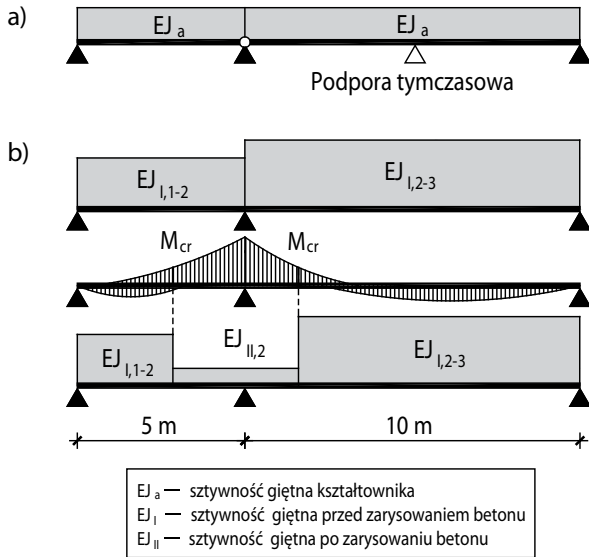 a)
EJ a
EJ a
Podpora tymczasowa
b)
EJ I,1-2
EJ I,2-3
Mcr
Mcr
EJ I,1-2
EJ II,2
EJ I,2-3
5 m
10 m
EJ a — sztywność giętna kształtownika
EJ I — sztywność giętna przed zarysowaniem betonu
EJ II — sztywność giętna po zarysowaniu betonu